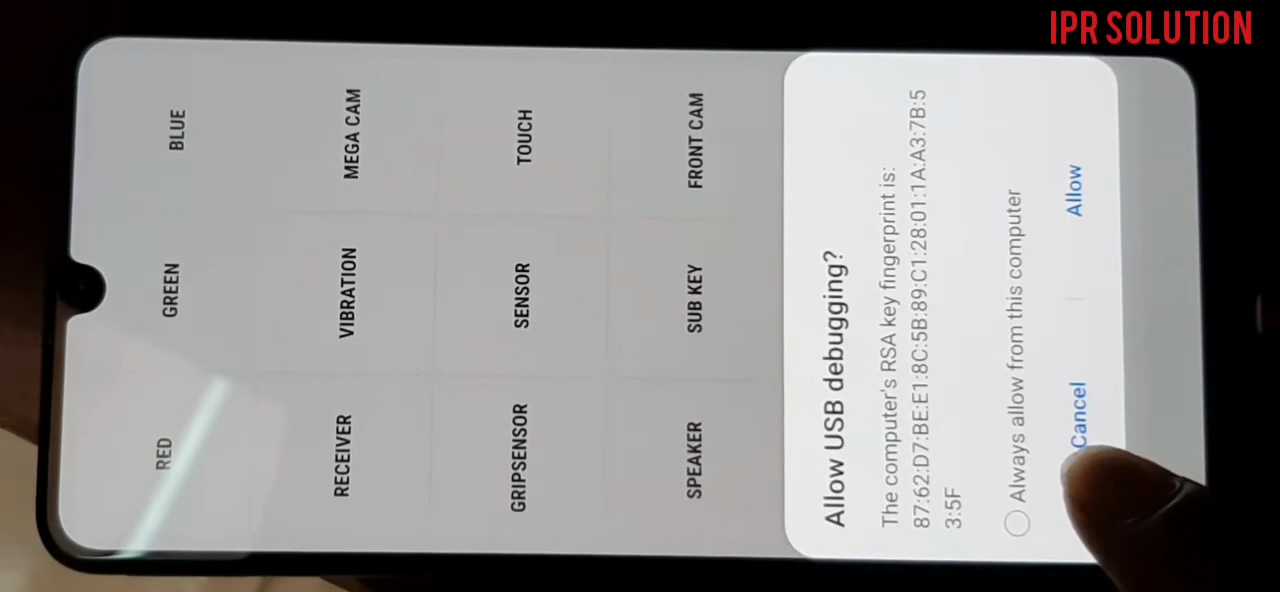 IPR SOLUTION
RED
GREEN
BLUE
RECEIVER
VIBRATION
MEGA CAM
GRIPSENSOR
SENSOR
TOUCH
SPEAKER
SUB KEY
FRONT CAM
Allow USB debugging?
The computer's RSA key fingerprint is:
87:62:D7:BE:E1:8C:5B:89:C1:28:01:1A:A3:7B:5
3:5F
Always allow from this computer
Cancel
Allow